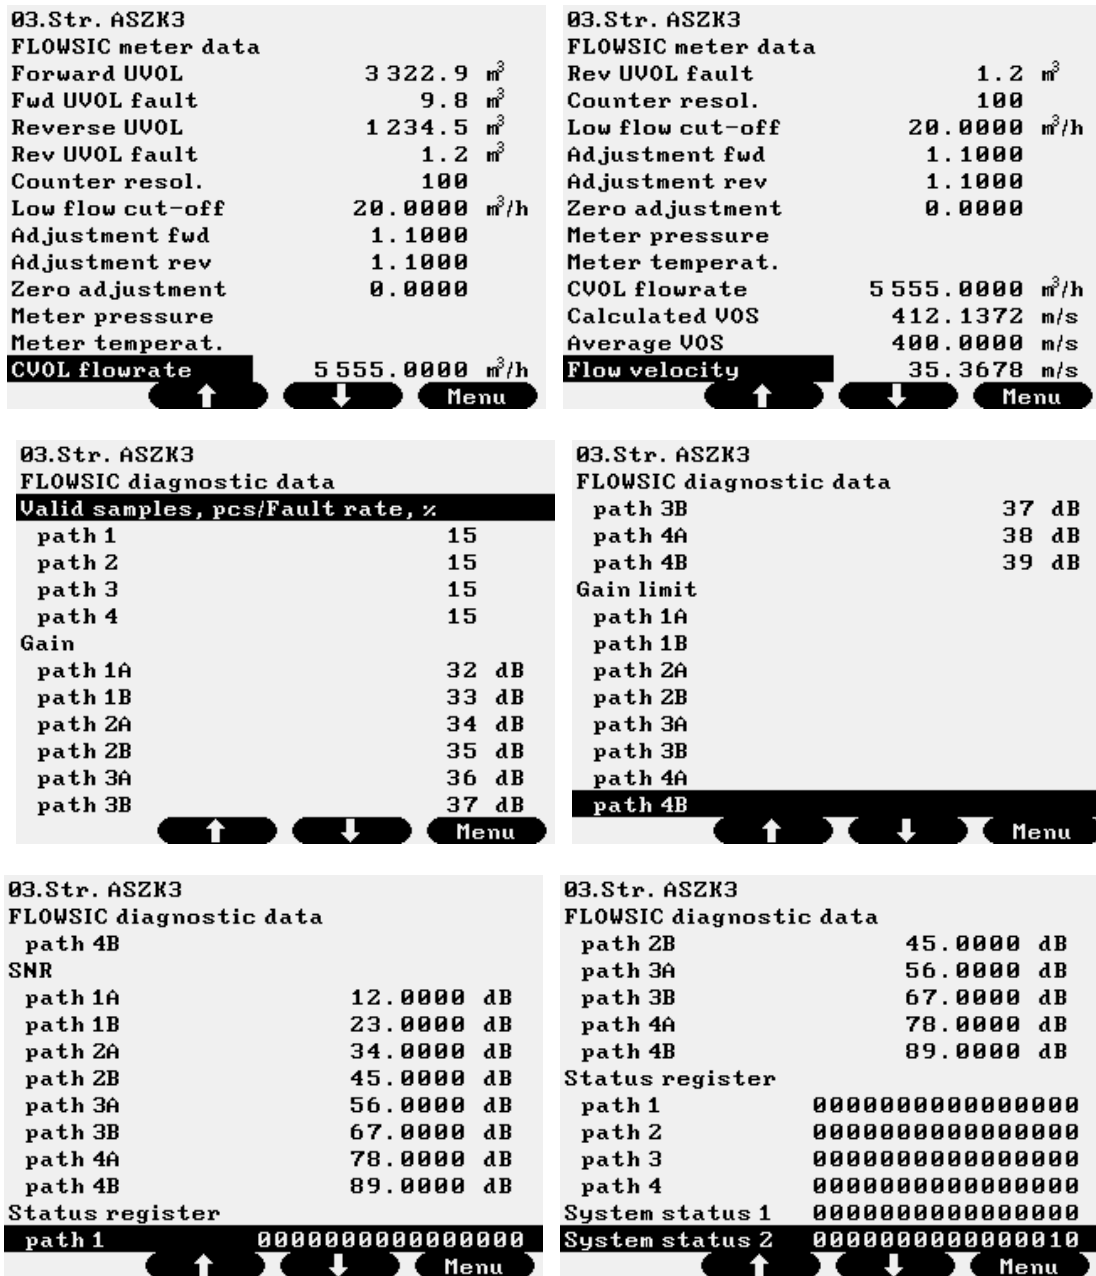 03.Str. ASZK3
FLOWSIC meter data
Forward UVOL 3 322.9 m³
Fwd UVOL fault 9.8 m³
Reverse UVOL 1 234.5 m³
Rev UVOL fault 1.2 m³
Counter resol. 100
Low flow cut-off 20.0000 m³/h
Adjustment fwd 1.1000
Adjustment rev 1.1000
Zero adjustment 0.0000
Meter pressure
Meter temperat.
CVOL flowrate 5 555.0000 m³/h
Menu
03.Str. ASZK3
FLOWSIC meter data
Rev UVOL fault 1.2 m³
Counter resol. 100
Low flow cut-off 20.0000 m³/h
Adjustment fwd 1.1000
Adjustment rev 1.1000
Zero adjustment 0.0000
Meter pressure
Meter temperat.
CVOL flowrate 5 555.0000 m³/h
Calculated VOS 412.1372 m/s
Average VOS 400.0000 m/s
Flow velocity 35.3678 m/s
Menu
03.Str. ASZK3
FLOWSIC diagnostic data
Valid samples, pcs/Fault rate, %
path 1 15
path 2 15
path 3 15
path 4 15
Gain
path 1A 32 dB
path 1B 33 dB
path 2A 34 dB
path 2B 35 dB
path 3A 36 dB
path 3B 37 dB
Menu
03.Str. ASZK3
FLOWSIC diagnostic data
path 3B 37 dB
path 4A 38 dB
path 4B 39 dB
Gain limit
path 1A
path 1B
path 2A
path 2B
path 3A
path 3B
path 4A
path 4B
Menu
03.Str. ASZK3
FLOWSIC diagnostic data
path 4B
SNR
path 1A 12.0000 dB
path 1B 23.0000 dB
path 2A 34.0000 dB
path 2B 45.0000 dB
path 3A 56.0000 dB
path 3B 67.0000 dB
path 4A 78.0000 dB
path 4B 89.0000 dB
Status register
path 1 0000000000000000
Menu
03.Str. ASZK3
FLOWSIC diagnostic data
path 2B 45.0000 dB
path 3A 56.0000 dB
path 3B 67.0000 dB
path 4A 78.0000 dB
path 4B 89.0000 dB
Status register
path 1 0000000000000000
path 2 0000000000000000
path 3 0000000000000000
path 4 0000000000000000
System status 1 0000000000000000
System status 2 0000000000000010
Menu